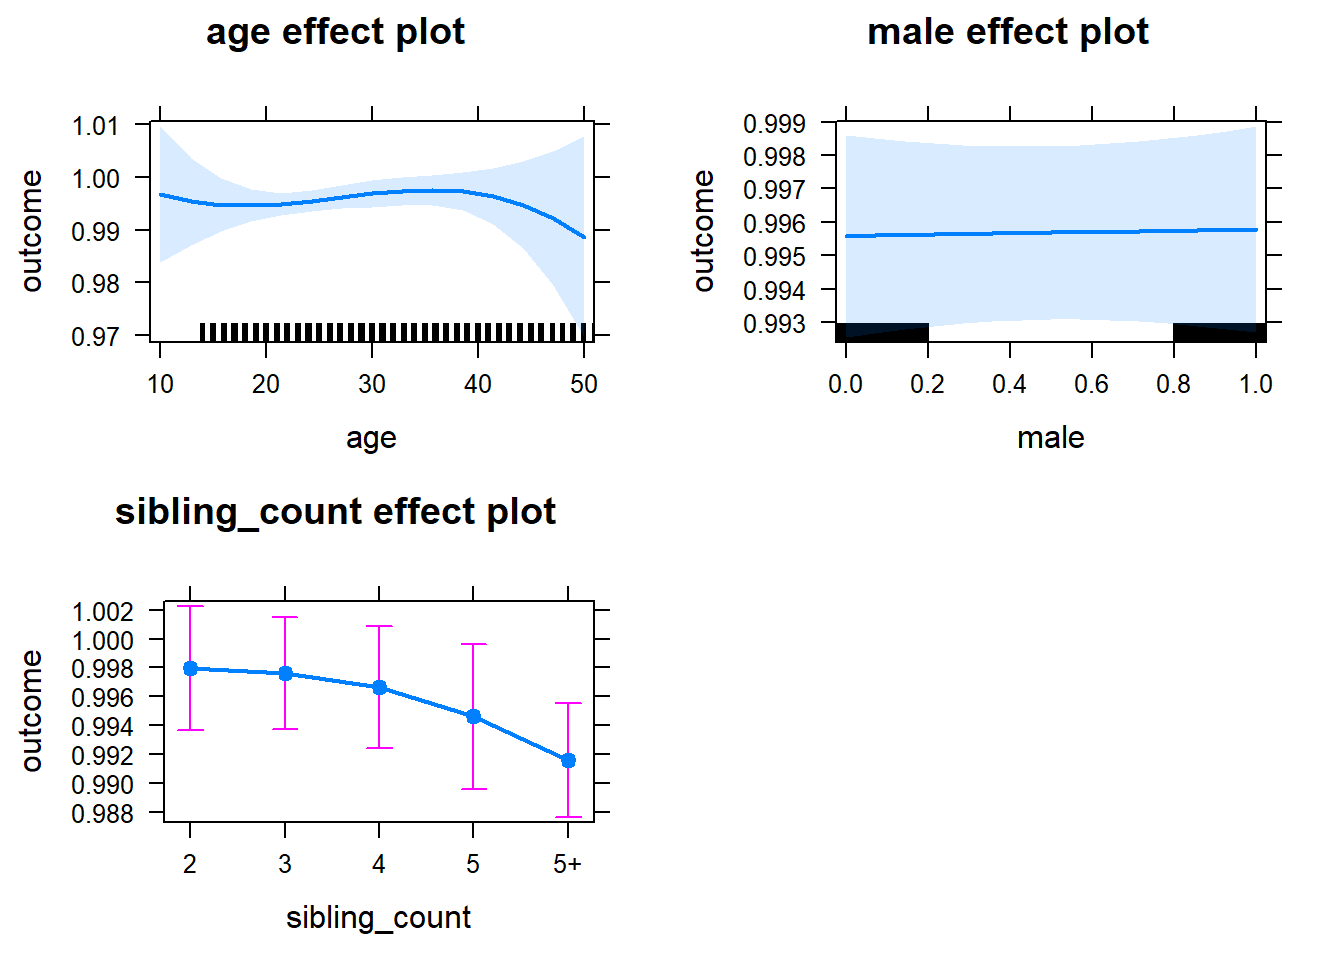 age effect plot
outcome
1.01
1.00
0.99
0.98
0.97
10 20 30 40 50
age
male effect plot
outcome
0.999
0.998
0.997
0.996
0.995
0.994
0.993
0.0 0.2 0.4 0.6 0.8 1.0
male
sibling_count effect plot
outcome
1.002
1.000
0.998
0.996
0.994
0.992
0.990
0.988
2 3 4 5 5+
sibling_count